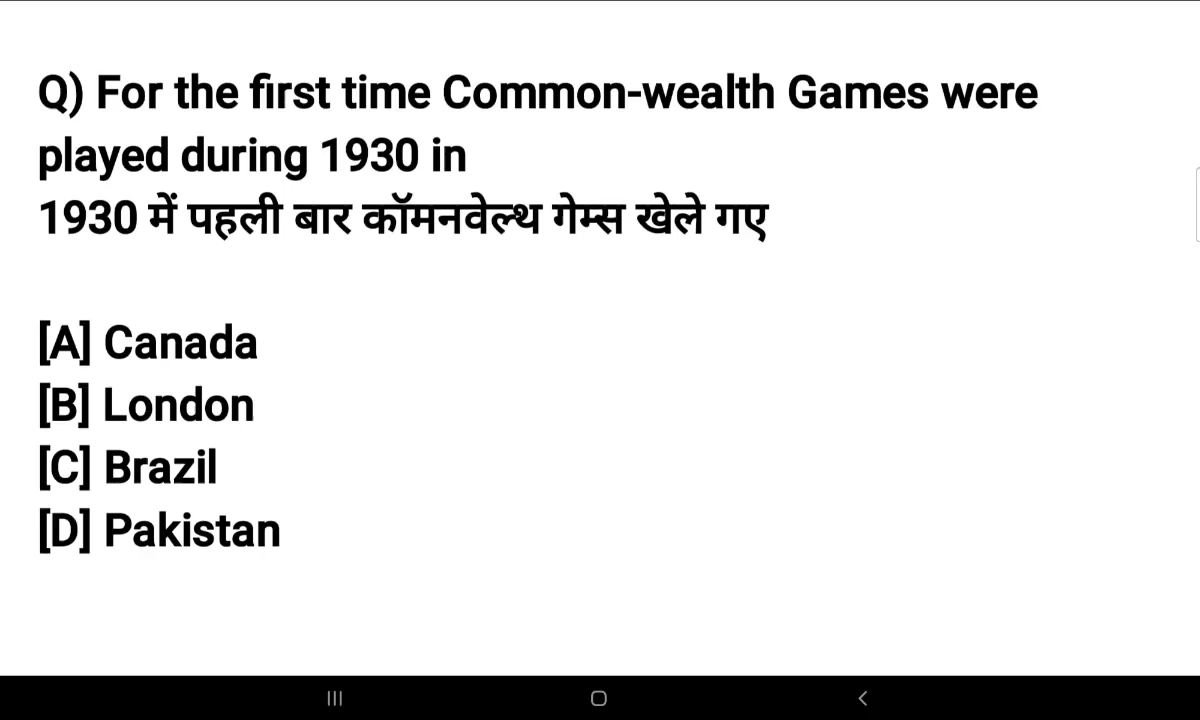 Q) For the first time Common-wealth Games were
played during 1930 in
1930 में पहली बार कॉमनवेल्थ गेम्स खेले गए
[A] Canada
[B] London
[C] Brazil
[D] Pakistan